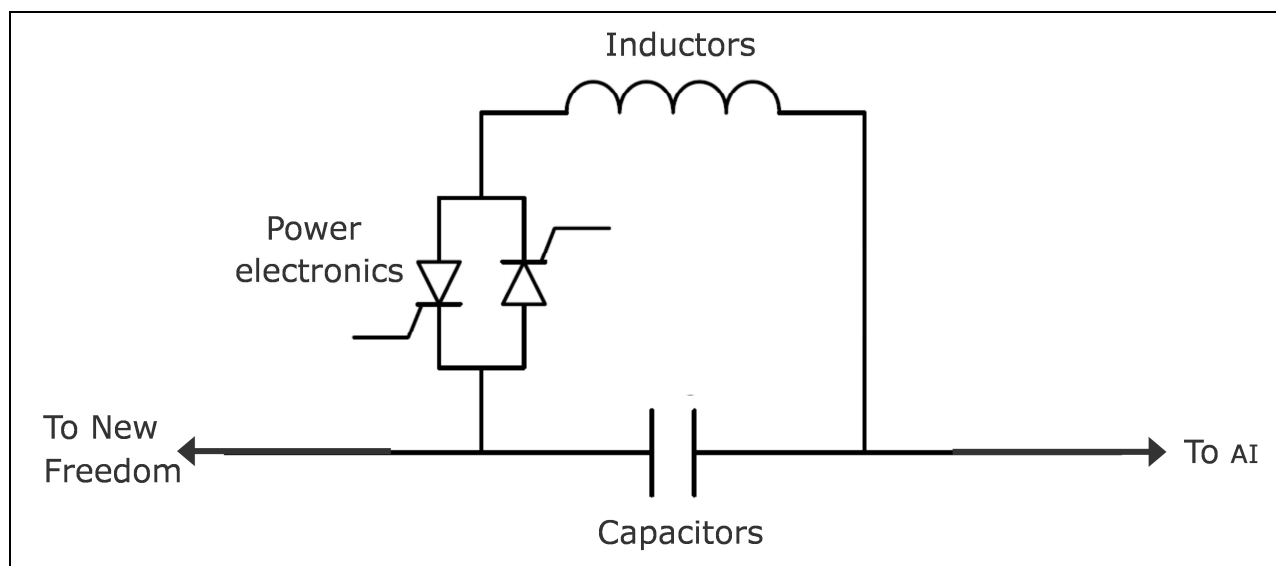 Inductors
Power
electronics
To New
Freedom
To AI
Capacitors